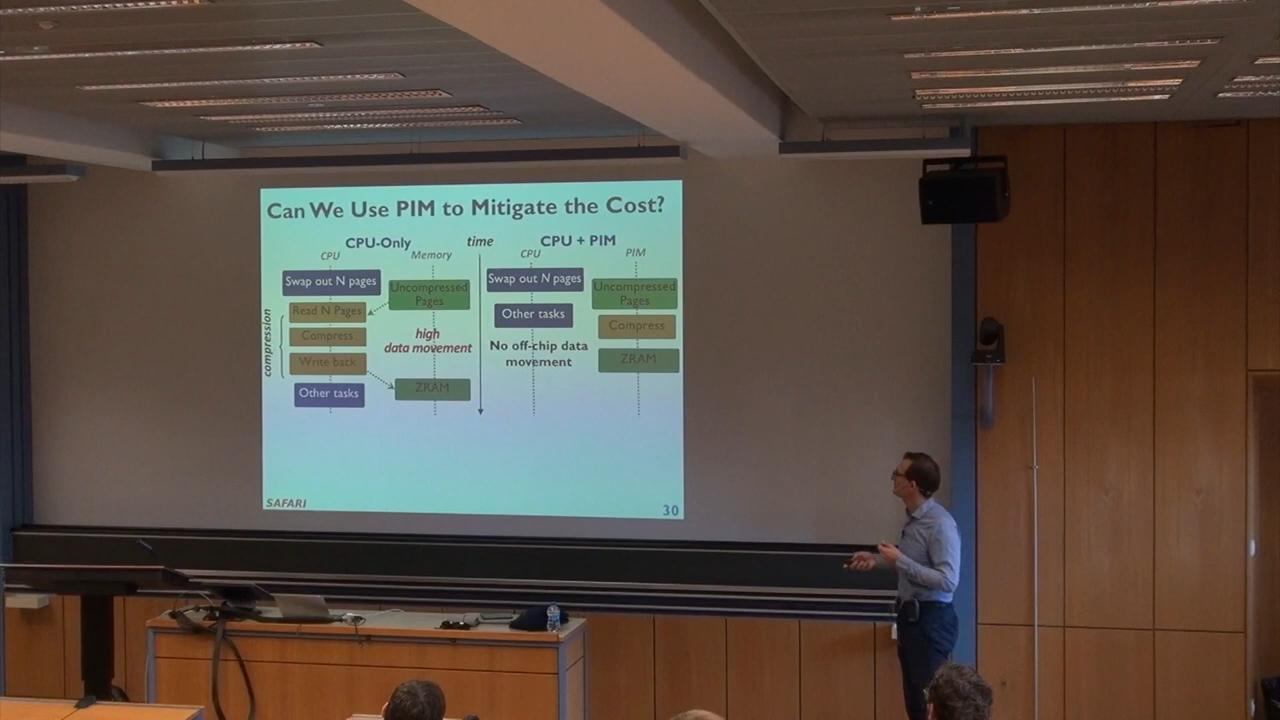 Can We Use PIM to Mitigate the Cost?
CPU-Only
time
CPU + PIM
CPU
Memory
CPU
PIM
Swap out N pages
Uncompressed
Pages
Swap out N pages
Uncompressed
Pages
compression
Read N Pages
Other tasks
Compress
Compress
high
data movement
No off-chip data
movement
Write back
ZRAM
Other tasks
ZRAM
SAFARI
30